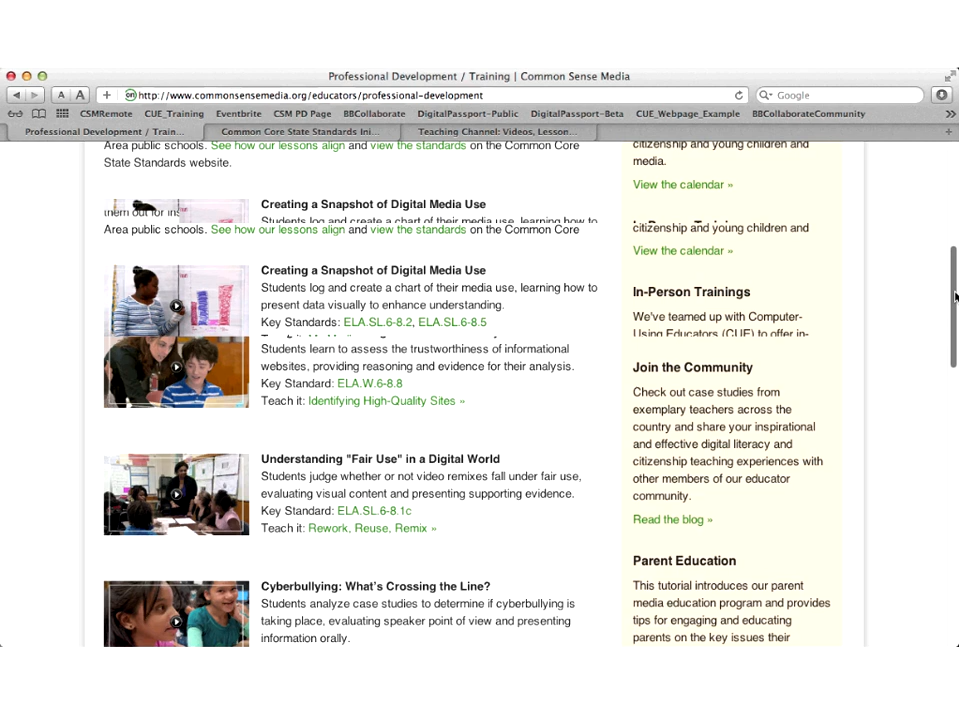 Professional Development / Training | Common Sense Media
A A + http://www.commonsensemedia.org/educators/professional-development Google
CSMRemote CUE_Training Eventbrite CSM PD Page BBCollaborate DigitalPassport-Public DigitalPassport-Beta CUE_Webpage_Example BBCollaborateCommunity
Professional Development / Train... Common Core State Standards Ini... Teaching Channel: Videos, Lesson... +
Area public schools. See how our lessons align and view the standards on the Common Core
State Standards website.
Creating a Snapshot of Digital Media Use
them out for
Students log and create a chart of their media use, learning how to
Area public schools. See how our lessons align and view the standards on the Common Core
Creating a Snapshot of Digital Media Use
Students log and create a chart of their media use, learning how to
present data visually to enhance understanding.
Key Standards: ELA.SL.6-8.2, ELA.SL.6-8.5
Students learn to assess the trustworthiness of informational
websites, providing reasoning and evidence for their analysis.
Key Standard: ELA.W.6-8.8
Teach it: Identifying High-Quality Sites »
Understanding "Fair Use" in a Digital World
Students judge whether or not video remixes fall under fair use,
evaluating visual content and presenting supporting evidence.
Key Standard: ELA.SL.6-8.1c
Teach it: Rework, Reuse, Remix »
Cyberbullying: What's Crossing the Line?
Students analyze case studies to determine if cyberbullying is
taking place, evaluating speaker point of view and presenting
information orally.
citizenship and young children and
media.
View the calendar »
citizenship and young children and
View the calendar »
In-Person Trainings
We've teamed up with Computer-
Using Educators (CUE) to offer in-
Join the Community
Check out case studies from
exemplary teachers across the
country and share your inspirational
and effective digital literacy and
citizenship teaching experiences with
other members of our educator
community.
Read the blog »
Parent Education
This tutorial introduces our parent
media education program and provides
tips for engaging and educating
parents on the key issues their